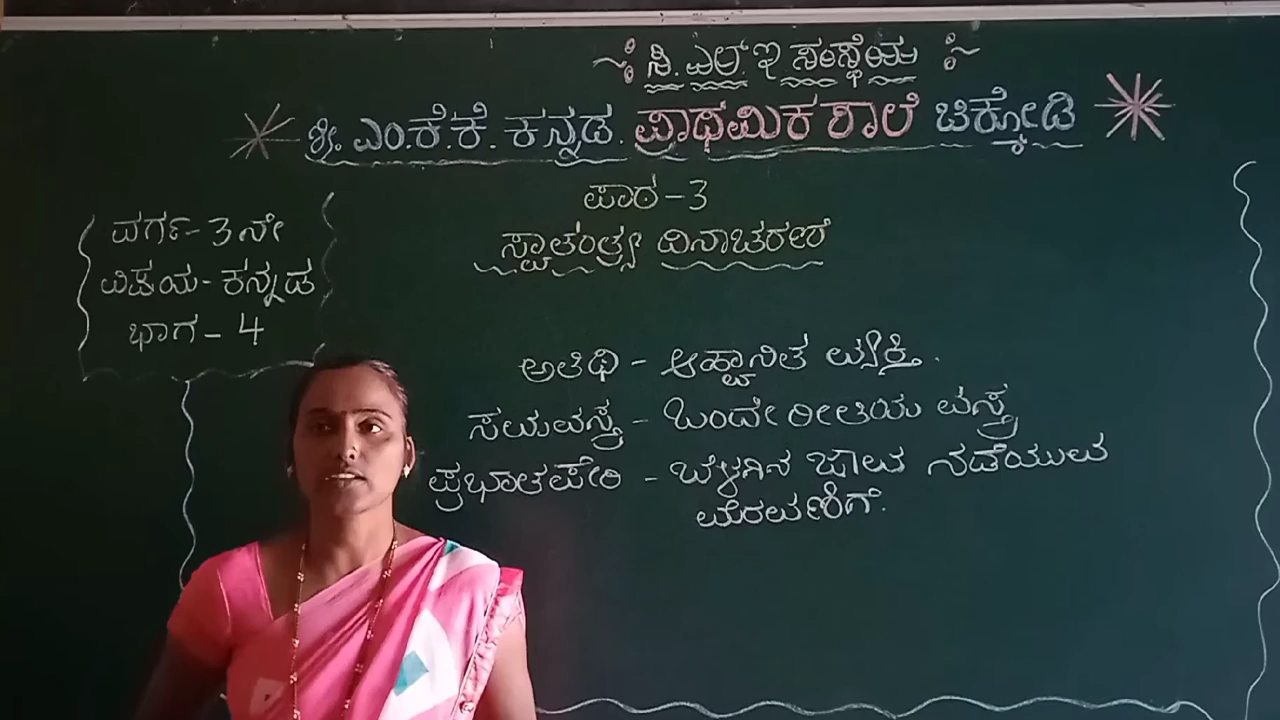 ಸಿ.ಎಲ್.ಇ ಸಂಸ್ಥೆಯ
ಶ್ರೀ. ಎಂ.ಕೆ.ಕೆ. ಕನ್ನಡ. ಪ್ರಾಥಮಿಕ ಶಾಲೆ ಚಿಕ್ಕೋಡಿ
ಪಾಠ-3
ಸ್ವಾತಂತ್ರ್ಯ ದಿನಾಚರಣೆ
ವರ್ಗ-3ನೇ
ವಿಷಯ-ಕನ್ನಡ
ಭಾಗ-4
ಅತಿಥಿ - ಆಹ್ವಾನಿತ ವ್ಯಕ್ತಿ.
ಸಮವಸ್ತ್ರ - ಒಂದೇ ರೀತಿಯ ವಸ್ತ್ರ
ಪ್ರಭಾತಪೇರಿ - ಬೆಳಗಿನ ಜಾವ ನಡೆಯುವ
ಮೆರವಣಿಗೆ.